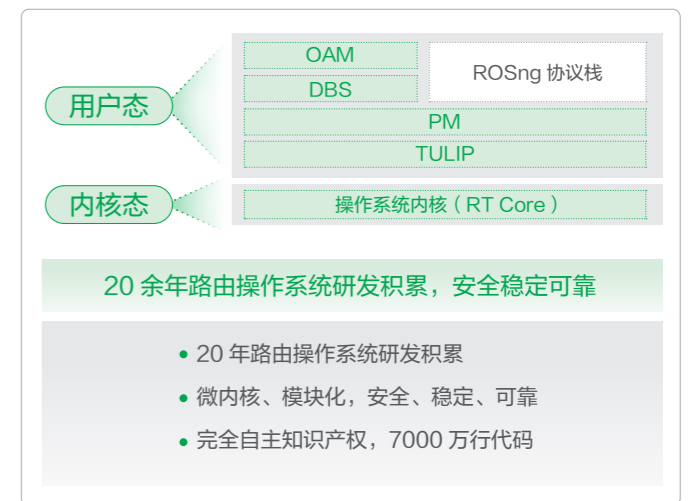 用户态
OAM
DBS
ROSng 协议栈
PM
TULIP
内核态
操作系统内核（RT Core）
20 余年路由操作系统研发积累，安全稳定可靠
• 20 年路由操作系统研发积累
• 微内核、模块化，安全、稳定、可靠
• 完全自主知识产权，7000 万行代码